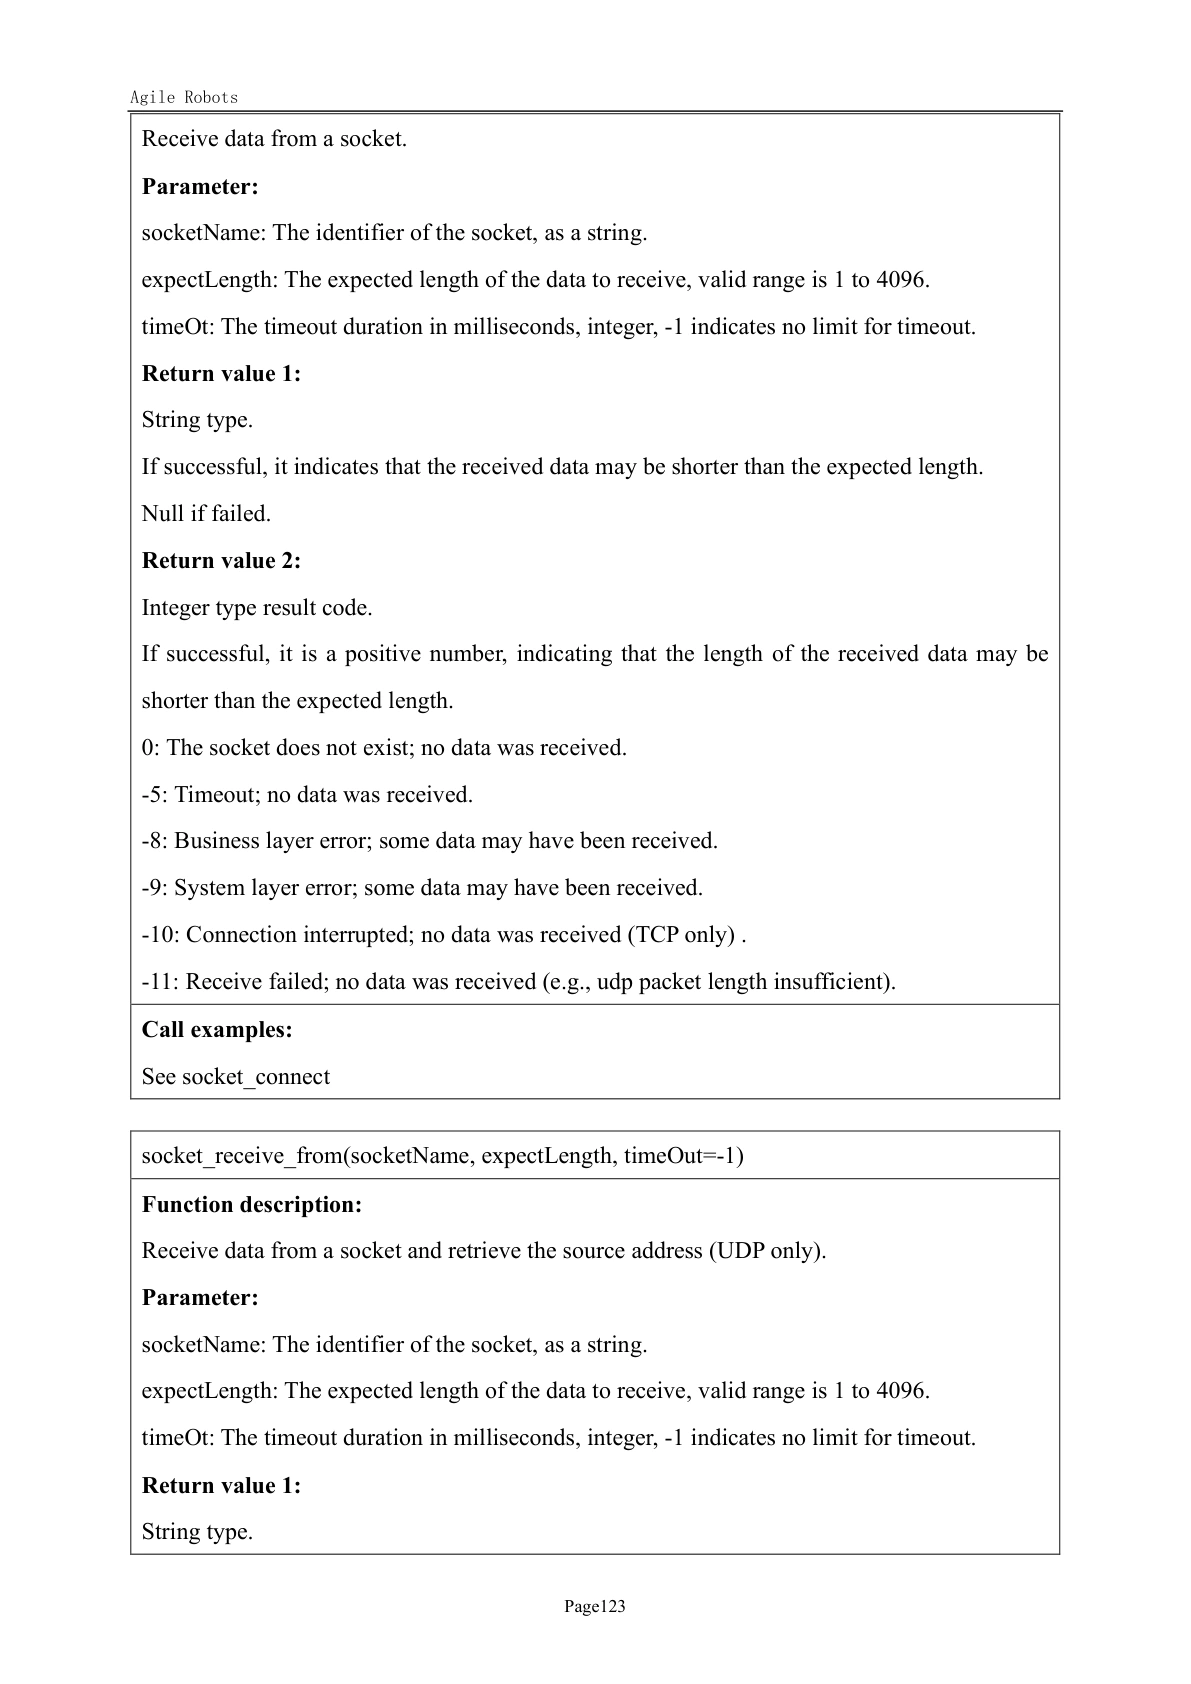 Agile Robots
Receive data from a socket.
Parameter:
socketName: The identifier of the socket, as a string.
expectLength: The expected length of the data to receive, valid range is 1 to 4096.
timeOt: The timeout duration in milliseconds, integer, -1 indicates no limit for timeout.
Return value 1:
String type.
If successful, it indicates that the received data may be shorter than the expected length.
Null if failed.
Return value 2:
Integer type result code.
If successful, it is a positive number, indicating that the length of the received data may be
shorter than the expected length.
0: The socket does not exist; no data was received.
-5: Timeout; no data was received.
-8: Business layer error; some data may have been received.
-9: System layer error; some data may have been received.
-10: Connection interrupted; no data was received (TCP only) .
-11: Receive failed; no data was received (e.g., udp packet length insufficient).
Call examples:
See socket_connect
socket_receive_from(socketName, expectLength, timeOut=-1)
Function description:
Receive data from a socket and retrieve the source address (UDP only).
Parameter:
socketName: The identifier of the socket, as a string.
expectLength: The expected length of the data to receive, valid range is 1 to 4096.
timeOt: The timeout duration in milliseconds, integer, -1 indicates no limit for timeout.
Return value 1:
String type.
Page123